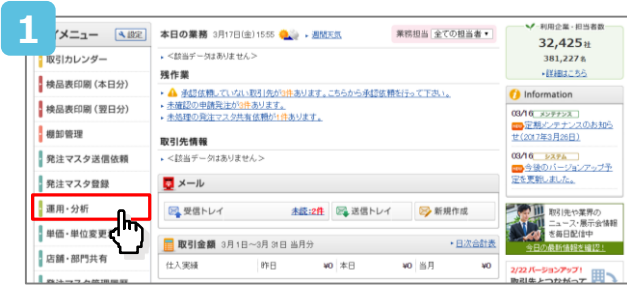 1
マイメニュー 設定
取引カレンダー
検品表印刷（本日分）
検品表印刷（翌日分）
棚卸管理
発注マスタ送信依頼
発注マスタ登録
運用・分析
単価・単位変更
店舗・部門共有
本日の業務 3月17日(金)15:55 週間天気 業務担当 全ての担当者
<該当データはありません>
残作業
承認依頼していない取引先が3件あります。こちらから承認依頼を行って下さい。
未確認の申請発注が3件あります。
未処理の発注マスタ共有依頼が1件あります。
取引先情報
<該当データはありません>
メール
受信トレイ 未読:2件 送信トレイ 新規作成
取引金額 3月1日～3月31日 当月分 日次合計表
仕入実績 昨日 ¥0 本日 ¥0 当月 ¥0
利用企業・担当者数
32,425社
381,227名
詳細はこちら
Information
03/16 メンテナンス
定期メンテナンスのお知らせ(2017年3月26日)
03/16 システム
今後のバージョンアップ予定を更新しました。
取引先や業界の
ニュース・展示会情報
を毎日配信中
今日の最新情報を確認！
2/22 バージョンアップ！